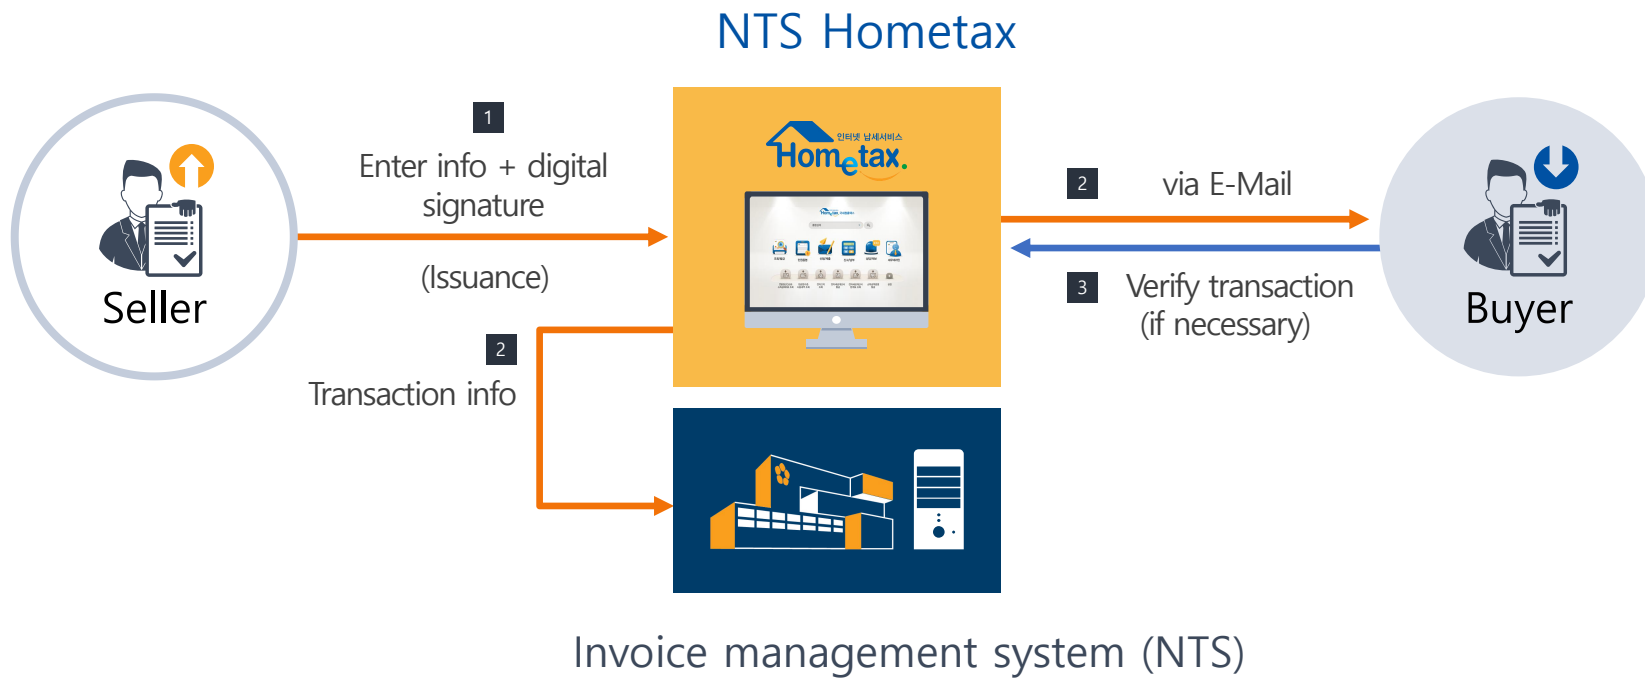 NTS Hometax
1
Enter info + digital
signature
(Issuance)
Seller
인터넷 납세서비스
Hometax.
Hometax
2
via E-Mail
3
Verify transaction
(if necessary)
Buyer
2
Transaction info
Invoice management system (NTS)